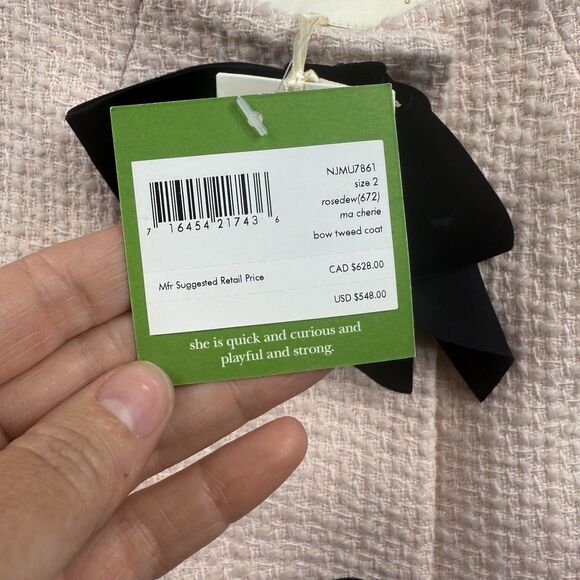 NJMU7861
size 2
rosedew(672)
ma cherie
bow tweed coat
7 16454 21743 6
Mfr Suggested Retail Price
CAD $628.00
USD $548.00
she is quick and curious and
playful and strong.